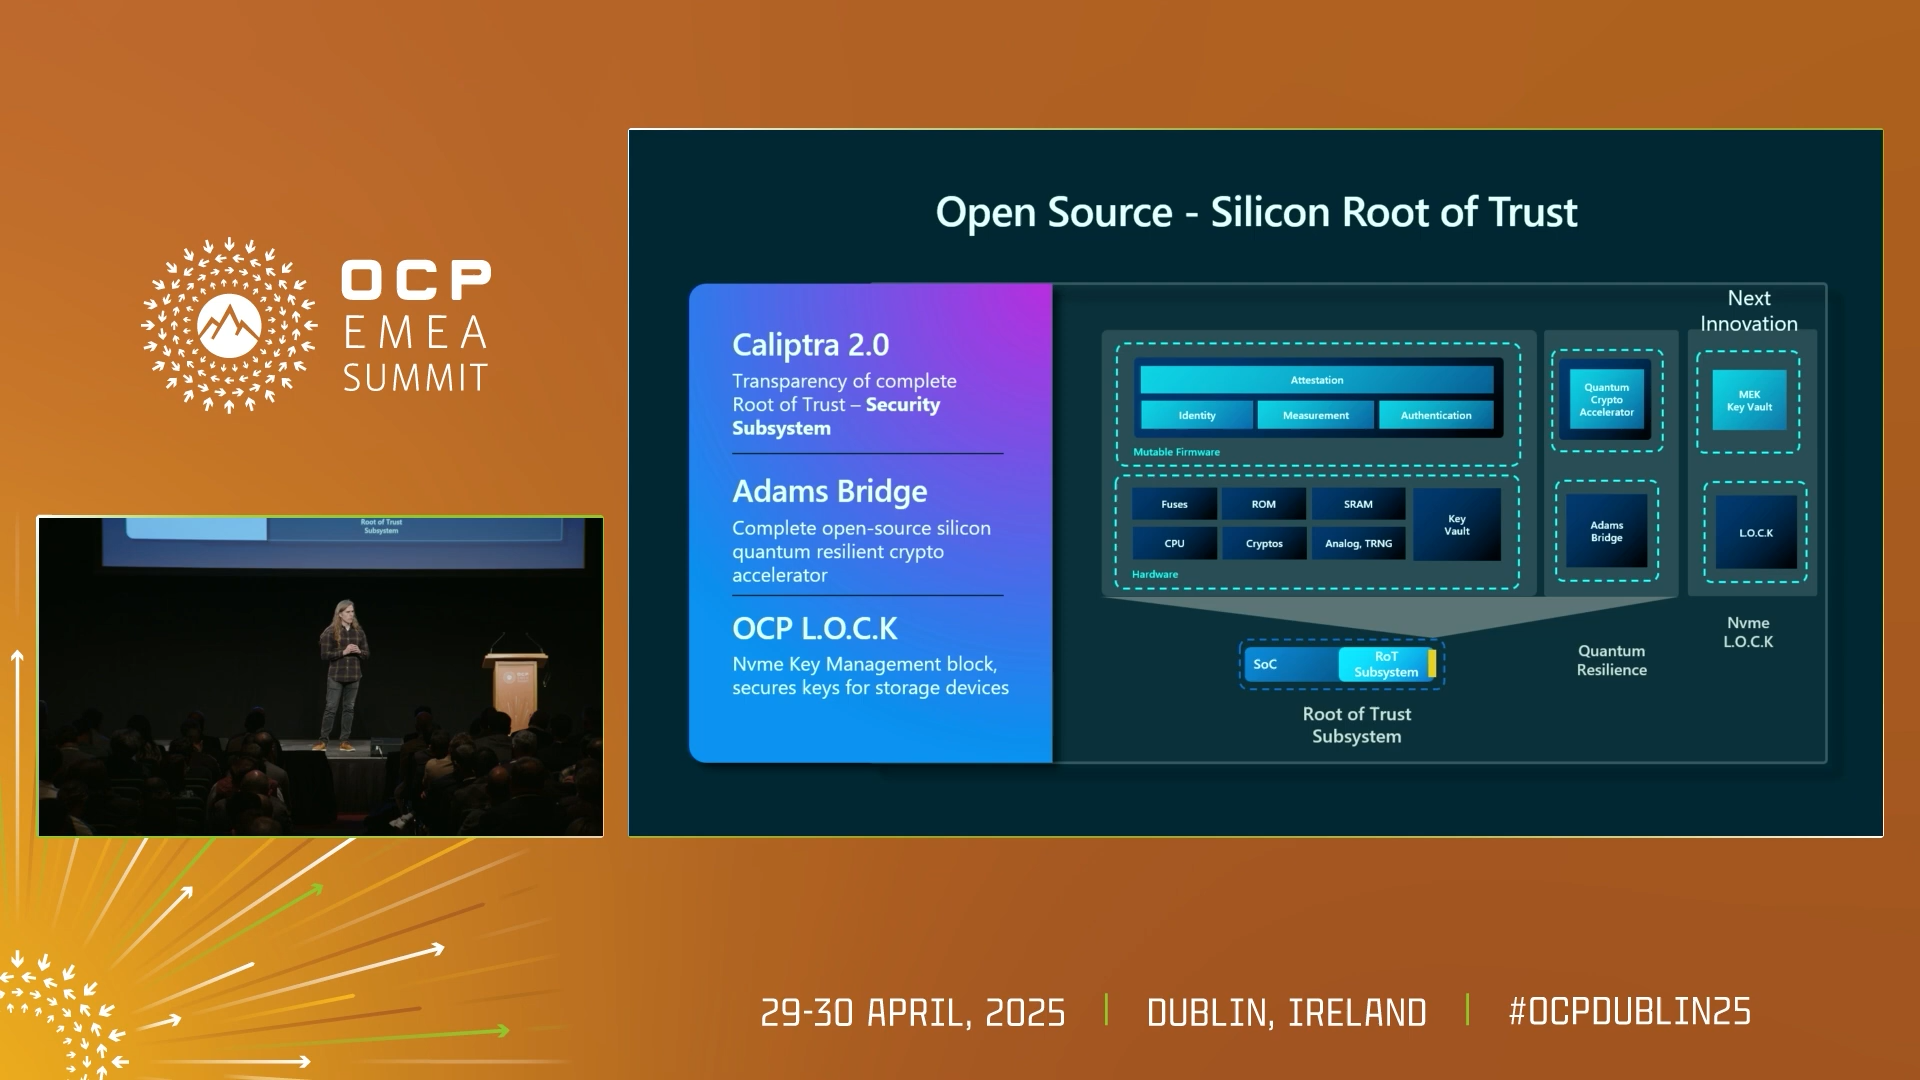 OCP
EMEA
SUMMIT
Root of Trust
Subsystem
Open Source - Silicon Root of Trust
Caliptra 2.0
Transparency of complete
Root of Trust – Security
Subsystem
Adams Bridge
Complete open-source silicon
quantum resilient crypto
accelerator
OCP L.O.C.K
Nvme Key Management block,
secures keys for storage devices
Next
Innovation
Attestation
Identity
Measurement
Authentication
Mutable Firmware
Quantum
Crypto
Accelerator
MEK
Key Vault
Fuses
ROM
SRAM
Key
Vault
CPU
Cryptos
Analog, TRNG
Hardware
Adams
Bridge
L.O.C.K
SoC
RoT
Subsystem
Root of Trust
Subsystem
Quantum
Resilience
Nvme
L.O.C.K
29-30 APRIL, 2025
DUBLIN, IRELAND
#OCPDUBLIN25